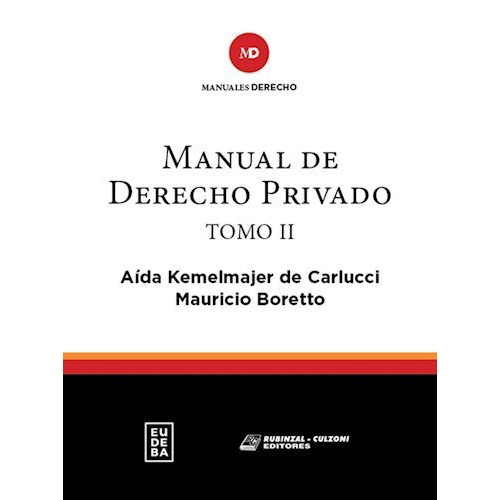 MD
MANUALES DERECHO
MANUAL DE
DERECHO PRIVADO
TOMO II
Aída Kemelmajer de Carlucci
Mauricio Boretto
EU
DE
BA
RUBINZAL - CULZONI
EDITORES